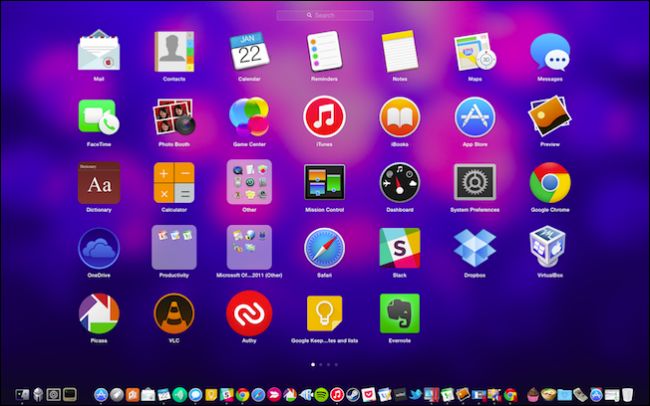 Search
Mail
Contacts
JAN
22
Calendar
Reminders
Notes
3D
Maps
Messages
FaceTime
Photo Booth
Game Center
iTunes
iBooks
App Store
Preview
Dictionary
Aa
Dictionary
Calculator
Other
Mission Control
Dashboard
System Preferences
Google Chrome
OneDrive
Productivity
Microsoft Of...2011 (Other)
Safari
S
Slack
Dropbox
VirtualBox
Picasa
VLC
Authy
Google Keep...tes and lists
Evernote